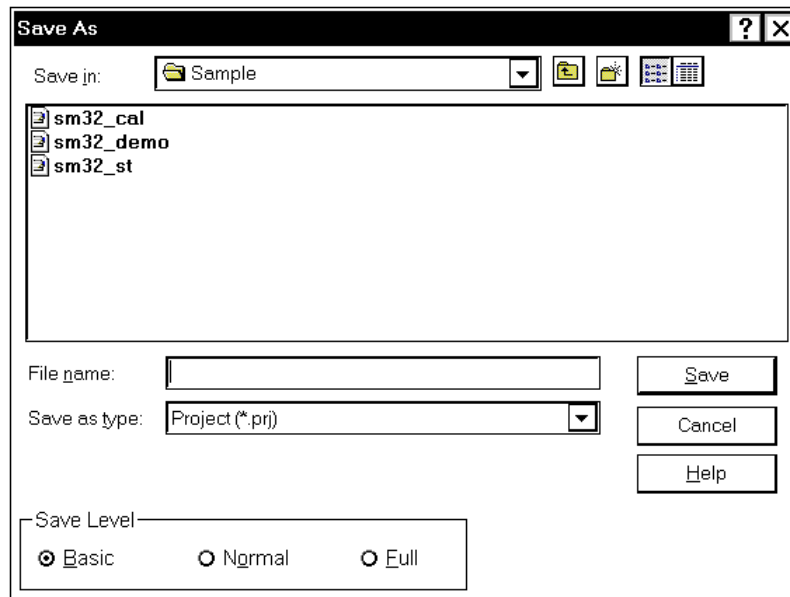 Save As
Save in: Sample
sm32_cal
sm32_demo
sm32_st
File name:
Save
Save as type: Project (*.prj)
Cancel
Help
Save Level
Basic Normal Full